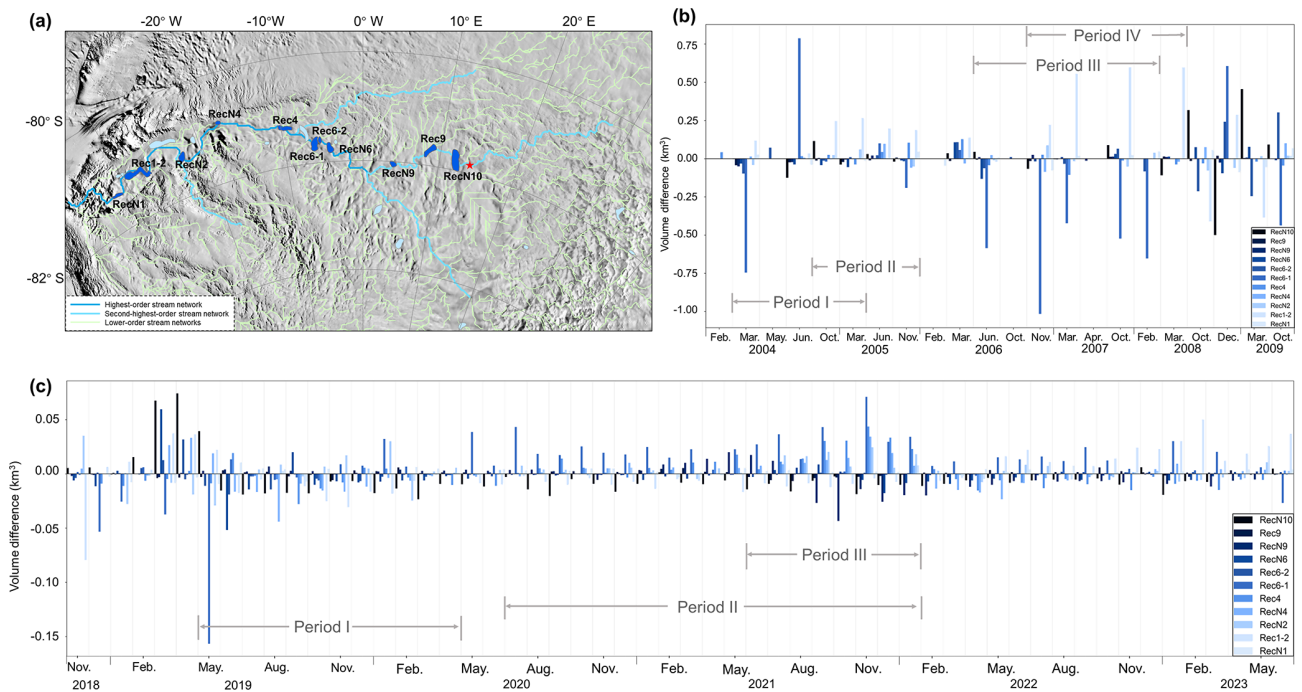 (a)
-20° W
-10° W
0° W
10° E
20° E
-80° S
-82° S
RecN4
Rec4
Rec6-2
Rec9
Rec1-2
RecN2
Rec6-1
RecN6
RecN9
RecN10
RecN1
Highest-order stream network
Second-highest-order stream network
Lower-order stream networks
(b)
Volume difference (km³)
0.75
0.50
0.25
0.00
-0.25
-0.50
-0.75
-1.00
Period IV
Period III
Period II
Period I
RecN10
Rec9
RecN9
RecN6
Rec6-2
Rec6-1
Rec4
RecN4
RecN2
Rec1-2
RecN1
Feb. Mar. May. Jun. Oct. Mar. Jun. Nov. Feb. Mar. Jun. Oct. Nov. Mar. Apr. Oct. Mar. Oct. Dec. Mar. Oct.
2004 2005 2006 2007 2008 2009
(c)
Volume difference (km³)
0.05
0.00
-0.05
-0.10
-0.15
Period III
Period II
Period I
RecN10
Rec9
RecN9
RecN6
Rec6-2
Rec6-1
Rec4
RecN4
RecN2
Rec1-2
RecN1
Nov. Feb. May. Aug. Nov. Feb. May. Aug. Nov. Feb. May. Aug. Nov. Feb. May. Aug. Nov. Feb. May.
2018 2019 2020 2021 2022 2023